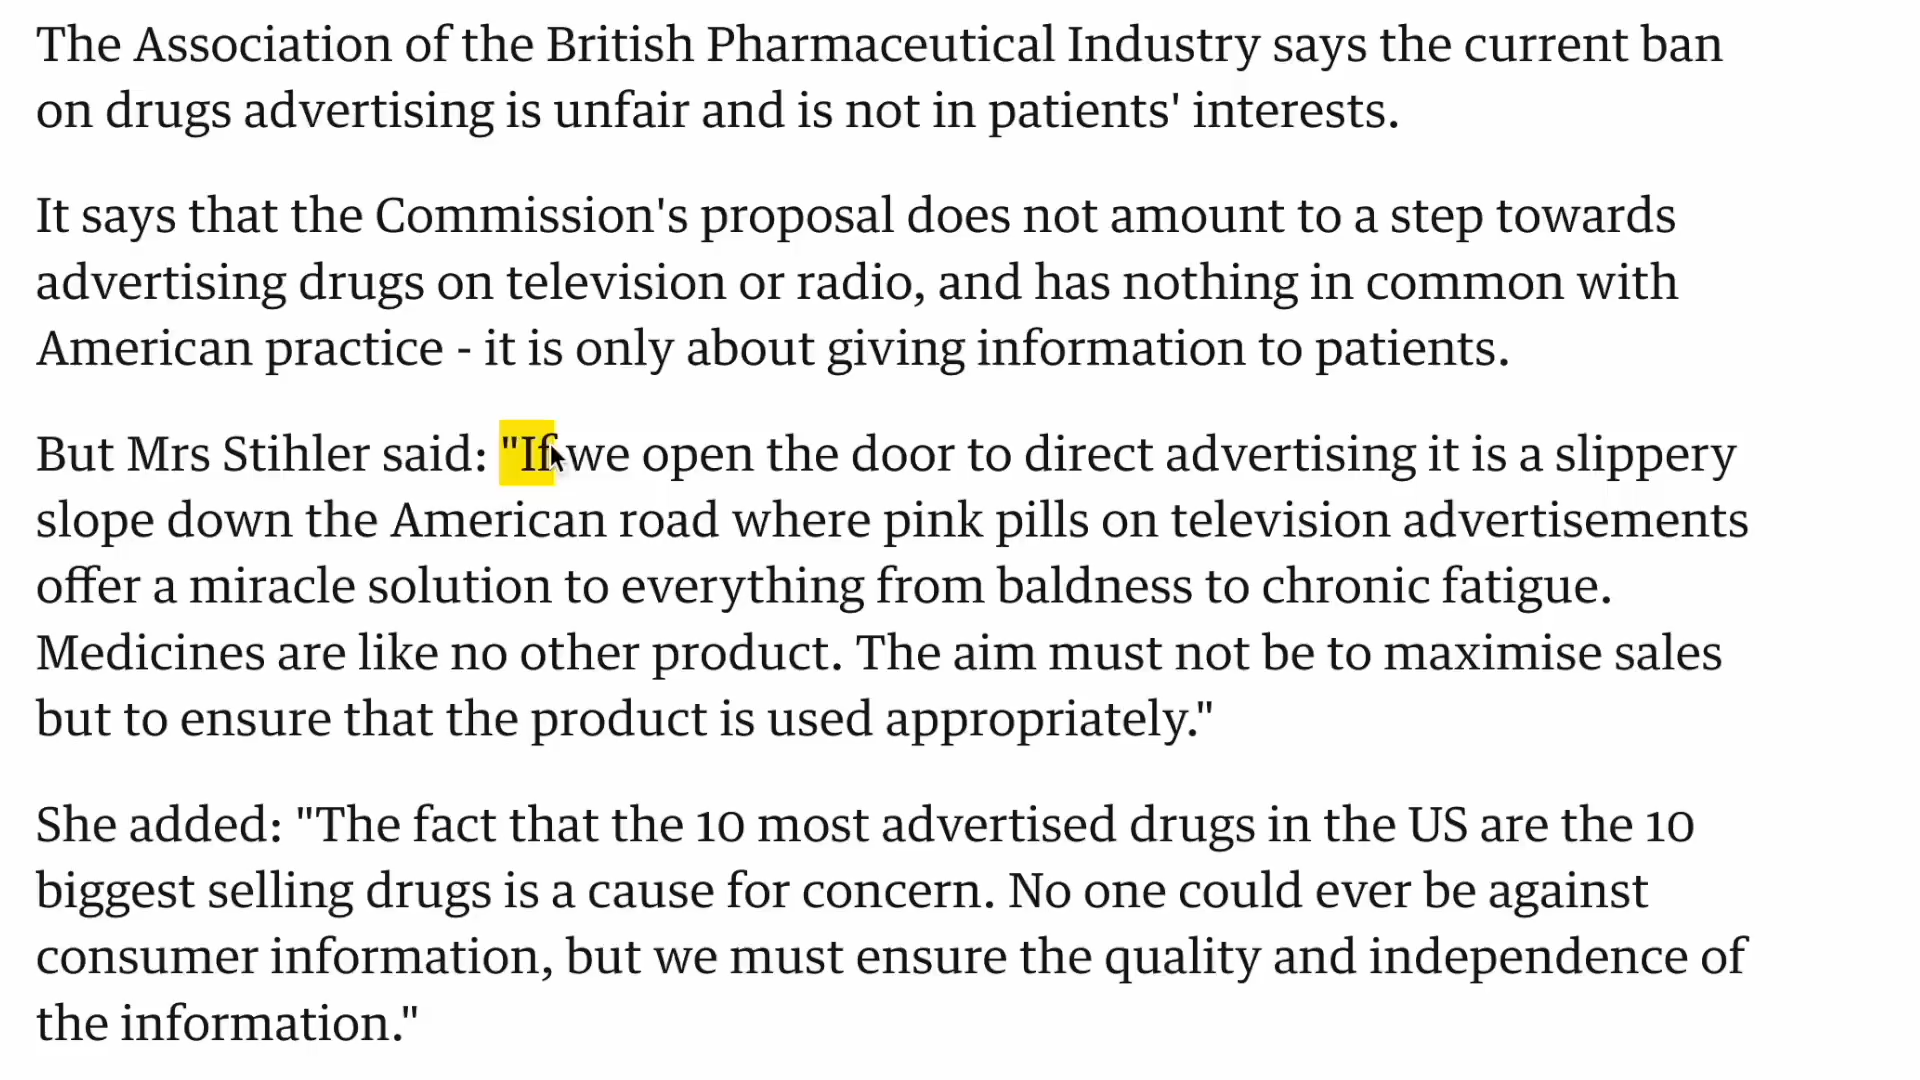 The Association of the British Pharmaceutical Industry says the current ban
on drugs advertising is unfair and is not in patients' interests.
It says that the Commission's proposal does not amount to a step towards
advertising drugs on television or radio, and has nothing in common with
American practice - it is only about giving information to patients.
But Mrs Stihler said: "If we open the door to direct advertising it is a slippery
slope down the American road where pink pills on television advertisements
offer a miracle solution to everything from baldness to chronic fatigue.
Medicines are like no other product. The aim must not be to maximise sales
but to ensure that the product is used appropriately."
She added: "The fact that the 10 most advertised drugs in the US are the 10
biggest selling drugs is a cause for concern. No one could ever be against
consumer information, but we must ensure the quality and independence of
the information."